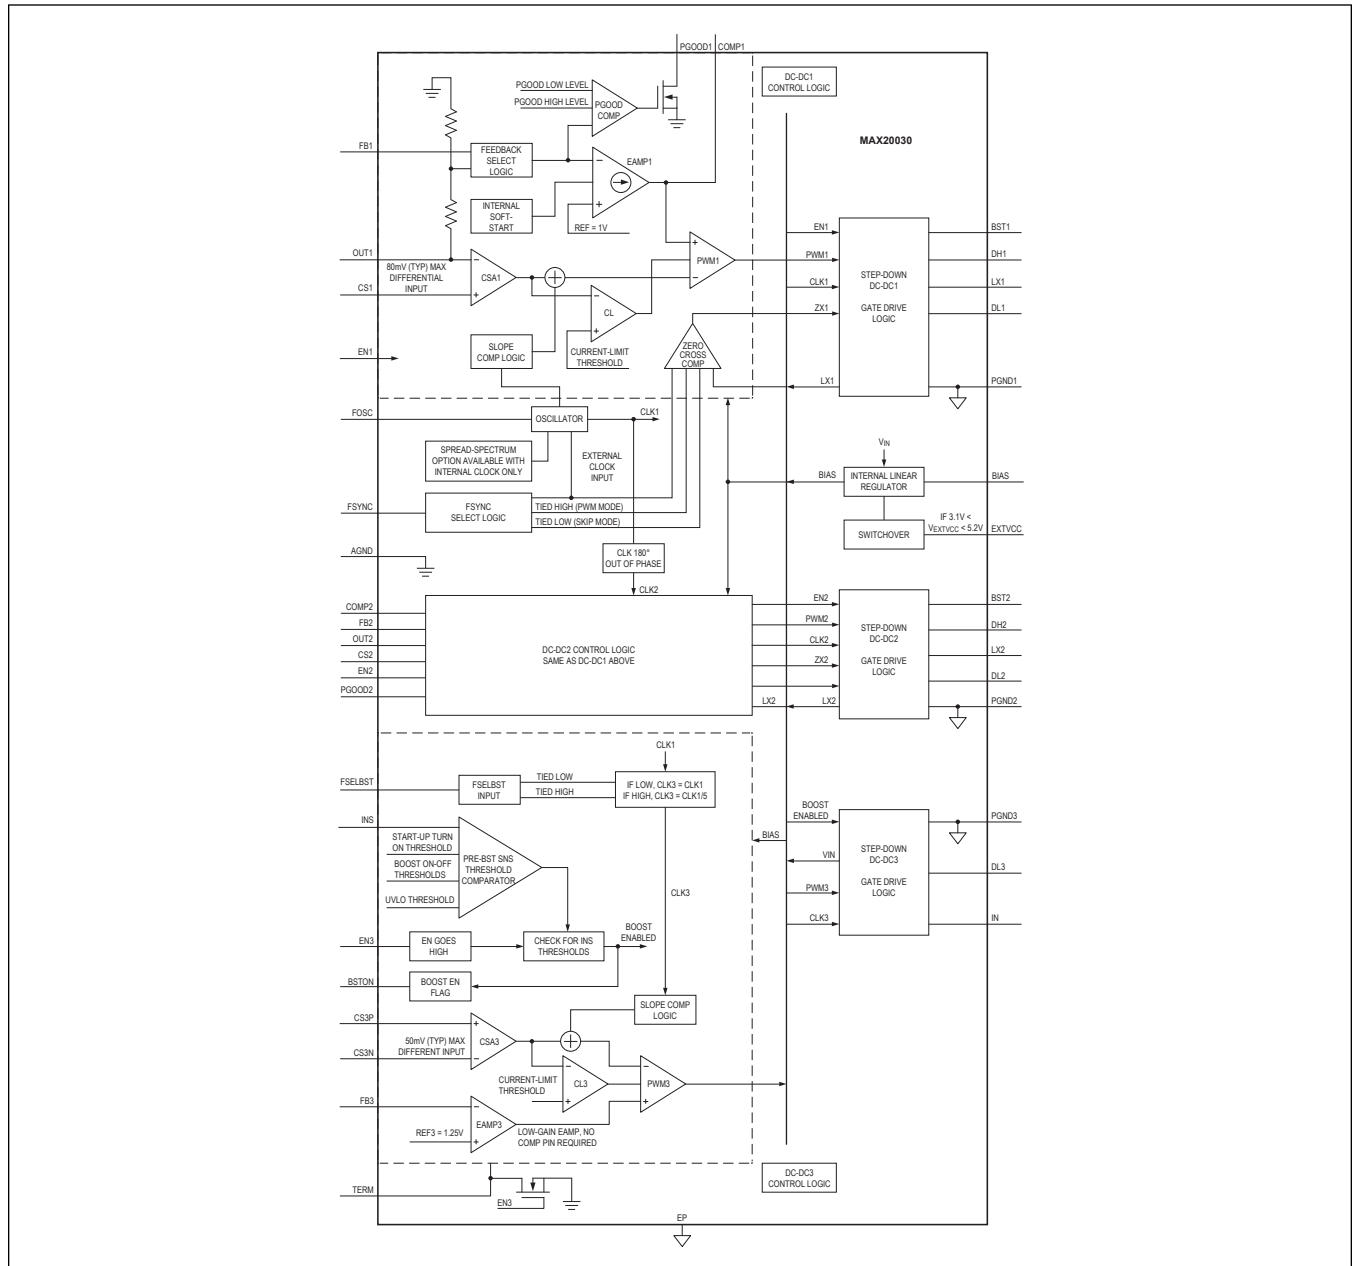 PGOOD1
COMP1
PGOOD LOW LEVEL
PGOOD HIGH LEVEL
PGOOD
COMP
DC-DC1
CONTROL LOGIC
MAX20030
FB1
FEEDBACK
SELECT
LOGIC
EAMP1
−
+
INTERNAL
SOFT-
START
REF = 1V
OUT1
80mV (TYP) MAX
DIFFERENTIAL
INPUT
CS1
−
CSA1
+
+
PWM1
−
−
CL
+
SLOPE
COMP LOGIC
CURRENT-LIMIT
THRESHOLD
ZERO
CROSS
COMP
EN1
EN1
PWM1
CLK1
ZX1
LX1
STEP-DOWN
DC-DC1
GATE DRIVE
LOGIC
BST1
DH1
LX1
DL1
PGND1
FOSC
OSCILLATOR
CLK1
SPREAD-SPECTRUM
OPTION AVAILABLE WITH
INTERNAL CLOCK ONLY
EXTERNAL
CLOCK
INPUT
FSYNC
FSYNC
SELECT LOGIC
TIED HIGH (PWM MODE)
TIED LOW (SKIP MODE)
VIN
BIAS
INTERNAL LINEAR
REGULATOR
BIAS
SWITCHOVER
IF 3.1V <
VEXTVCC < 5.2V
EXTVCC
AGND
CLK 180°
OUT OF PHASE
CLK2
COMP2
FB2
OUT2
CS2
EN2
PGOOD2
DC-DC2 CONTROL LOGIC
SAME AS DC-DC1 ABOVE
EN2
PWM2
CLK2
ZX2
LX2
LX2
STEP-DOWN
DC-DC2
GATE DRIVE
LOGIC
BST2
DH2
LX2
DL2
PGND2
CLK1
FSELBST
FSELBST
INPUT
TIED LOW
TIED HIGH
IF LOW, CLK3 = CLK1
IF HIGH, CLK3 = CLK1/5
INS
START-UP TURN
ON THRESHOLD
BOOST ON-OFF
THRESHOLDS
UVLO THRESHOLD
PRE-BST SNS
THRESHOLD
COMPARATOR
CLK3
BIAS
BOOST
ENABLED
VIN
PWM3
CLK3
STEP-DOWN
DC-DC3
GATE DRIVE
LOGIC
PGND3
DL3
IN
EN3
EN GOES
HIGH
CHECK FOR INS
THRESHOLDS
BOOST
ENABLED
BSTON
BOOST EN
FLAG
SLOPE COMP
LOGIC
CS3P
50mV (TYP) MAX
DIFFERENT INPUT
CS3N
+
CSA3
−
CURRENT-LIMIT
THRESHOLD
−
CL3
+
−
PWM3
+
FB3
REF3 = 1.25V
−
EAMP3
+
LOW-GAIN EAMP, NO
COMP PIN REQUIRED
DC-DC3
CONTROL LOGIC
TERM
EN3
EP